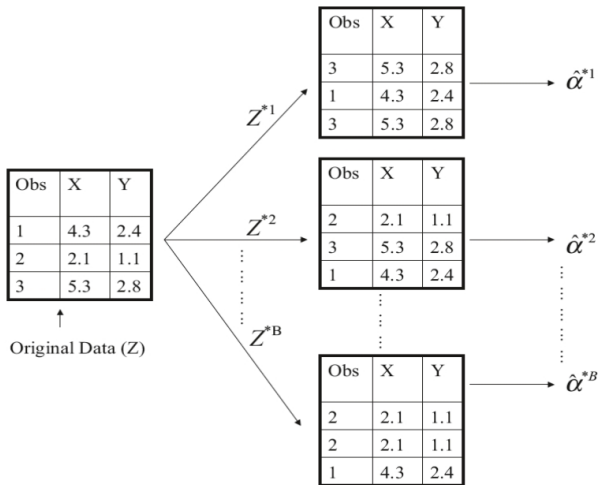 Obs X Y
3 5.3 2.8
1 4.3 2.4
3 5.3 2.8
α̂*1
Z*1
Obs X Y
1 4.3 2.4
2 2.1 1.1
3 5.3 2.8
Original Data (Z)
Z*2
Obs X Y
2 2.1 1.1
3 5.3 2.8
1 4.3 2.4
α̂*2
Z*B
Obs X Y
2 2.1 1.1
2 2.1 1.1
1 4.3 2.4
α̂*B